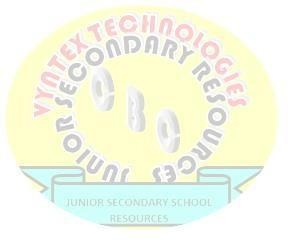 VYNTEX TECHNOLOGIES
JUNIOR SECONDARY RESOURCES
CBC
JUNIOR SECONDARY SCHOOL
RESOURCES